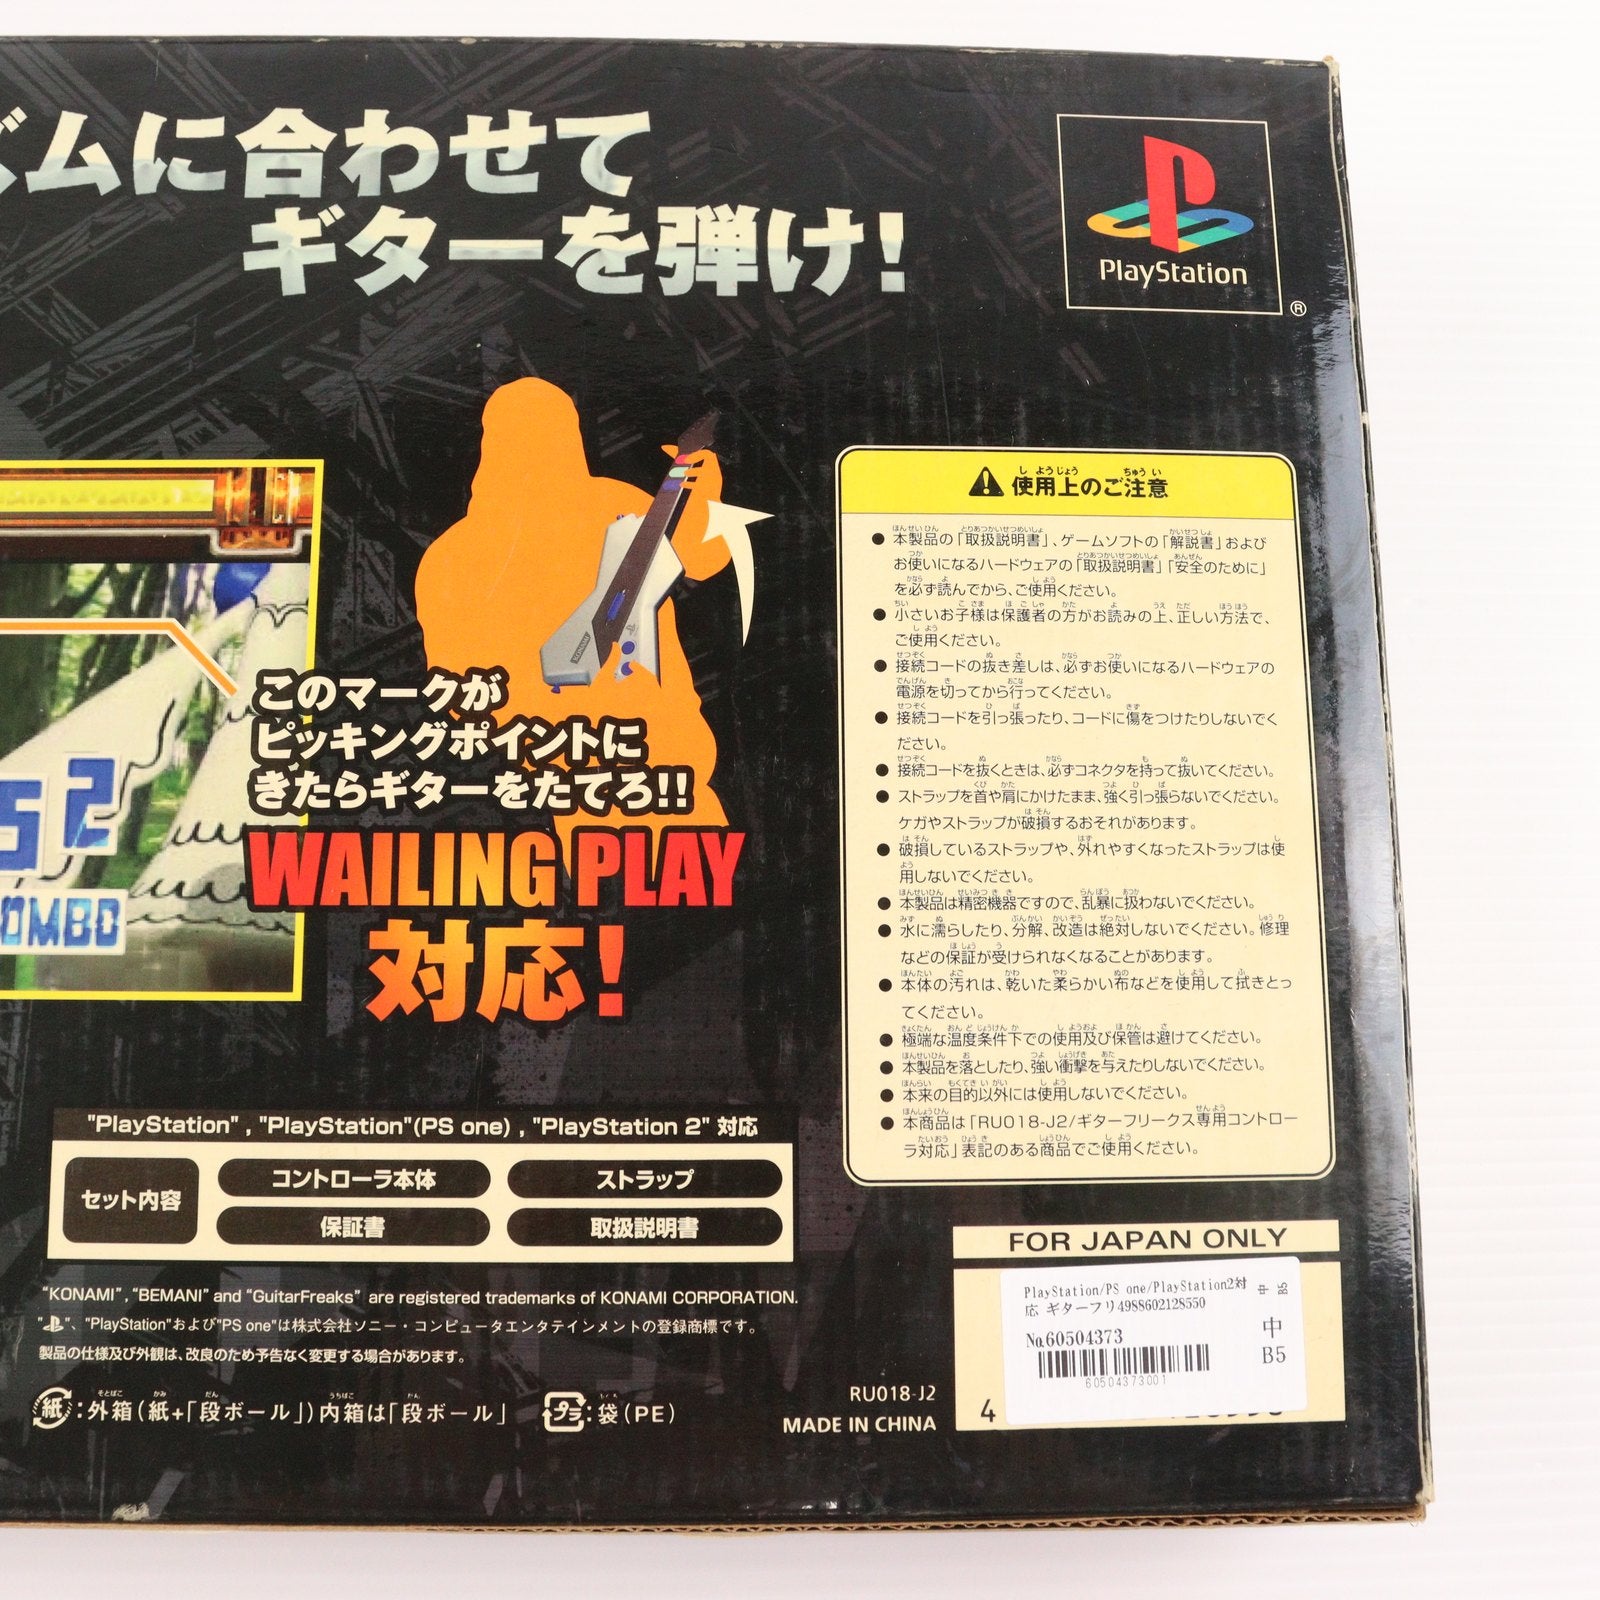 ズムに合わせて
ギターを弾け!
PlayStation
®
2
OMBO
このマークが
ピッキングポイントに
きたらギターをたてろ!!
WAILING PLAY
対応!
KONAMI
使用上のご注意
● 本製品の「取扱説明書」、ゲームソフトの「解説書」および
お使いになるハードウェアの「取扱説明書」「安全のために」
を必ず読んでから、ご使用ください。
● 小さいお子様は保護者の方がお読みの上、正しい方法で、
ご使用ください。
● 接続コードの抜き差しは、必ずお使いになるハードウェアの
電源を切ってから行ってください。
● 接続コードを引っ張ったり、コードに傷をつけたりしないでく
ださい。
● 接続コードを抜くときは、必ずコネクタを持って抜いてください。
● ストラップを首や肩にかけたまま、強く引っ張らないでください。
ケガやストラップが破損するおそれがあります。
● 破損しているストラップや、外れやすくなったストラップは使
用しないでください。
● 本製品は精密機器ですので、乱暴に扱わないでください。
● 水に濡らしたり、分解、改造は絶対しないでください。修理
などの保証が受けられなくなることがあります。
● 本体の汚れは、乾いた柔らかい布などを使用して拭きとっ
てください。
● 極端な温度条件下での使用及び保管は避けてください。
● 本製品を落としたり、強い衝撃を与えたりしないでください。
● 本来の目的以外には使用しないでください。
● 本商品は「RU018-J2/ギターフリークス専用コントロー
ラ対応」表記のある商品でご使用ください。
"PlayStation" , "PlayStation"(PS one) , "PlayStation 2" 対応
セット内容
コントローラ本体
ストラップ
保証書
取扱説明書
"KONAMI", "BEMANI" and "GuitarFreaks" are registered trademarks of KONAMI CORPORATION.
" "、"PlayStation"および"PS one"は株式会社ソニー・コンピュータエンタテインメントの登録商標です。
製品の仕様及び外観は、改良のため予告なく変更する場合があります。
紙:外箱(紙+「段ボール」)内箱は「段ボール」
プラ:袋(PE)
RU018-J2
MADE IN CHINA
FOR JAPAN ONLY
PlayStation/PS one/PlayStation2対
応 ギターフリ4988602128550
No.60504373
60504373001
中
B5
中
B5
4